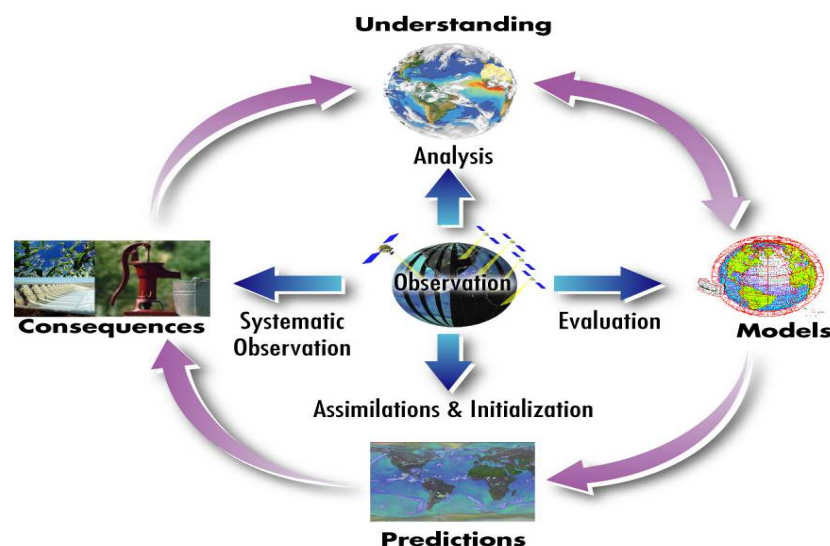 Understanding
Analysis
Observation
Consequences
Systematic
Observation
Evaluation
Models
Assimilations & Initialization
Predictions